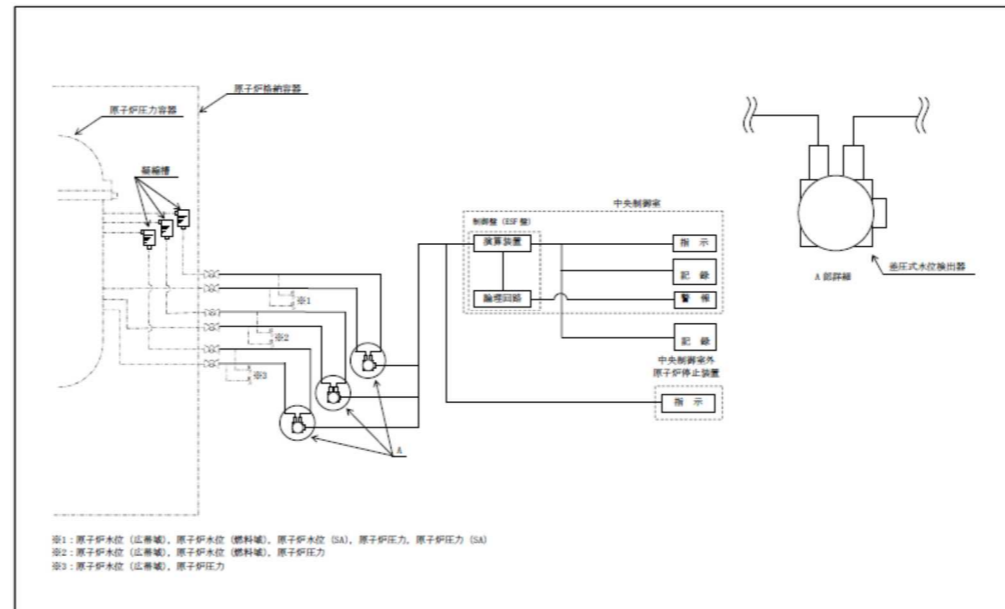 原子炉格納容器
原子炉圧力容器
凝縮槽
中央制御室
制御盤 (ESF 盤)
演算装置
指 示
記 録
論理回路
警 報
記 録
中央制御室外
原子炉停止装置
指 示
※1
※2
※3
A
A 部詳細
差圧式水位検出器
※1：原子炉水位 (広帯域), 原子炉水位 (燃料域), 原子炉水位 (SA), 原子炉圧力, 原子炉圧力 (SA)
※2：原子炉水位 (広帯域), 原子炉水位 (燃料域), 原子炉圧力
※3：原子炉水位 (広帯域), 原子炉圧力